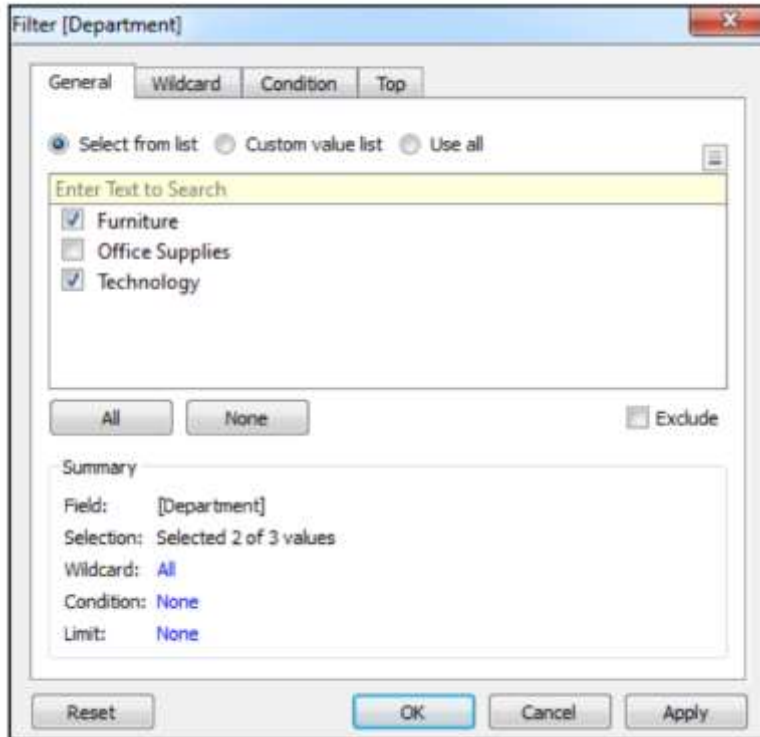 Filter [Department]
General Wildcard Condition Top
Select from list Custom value list Use all
Enter Text to Search
Furniture
Office Supplies
Technology
All None Exclude
Summary
Field: [Department]
Selection: Selected 2 of 3 values
Wildcard: All
Condition: None
Limit: None
Reset OK Cancel Apply